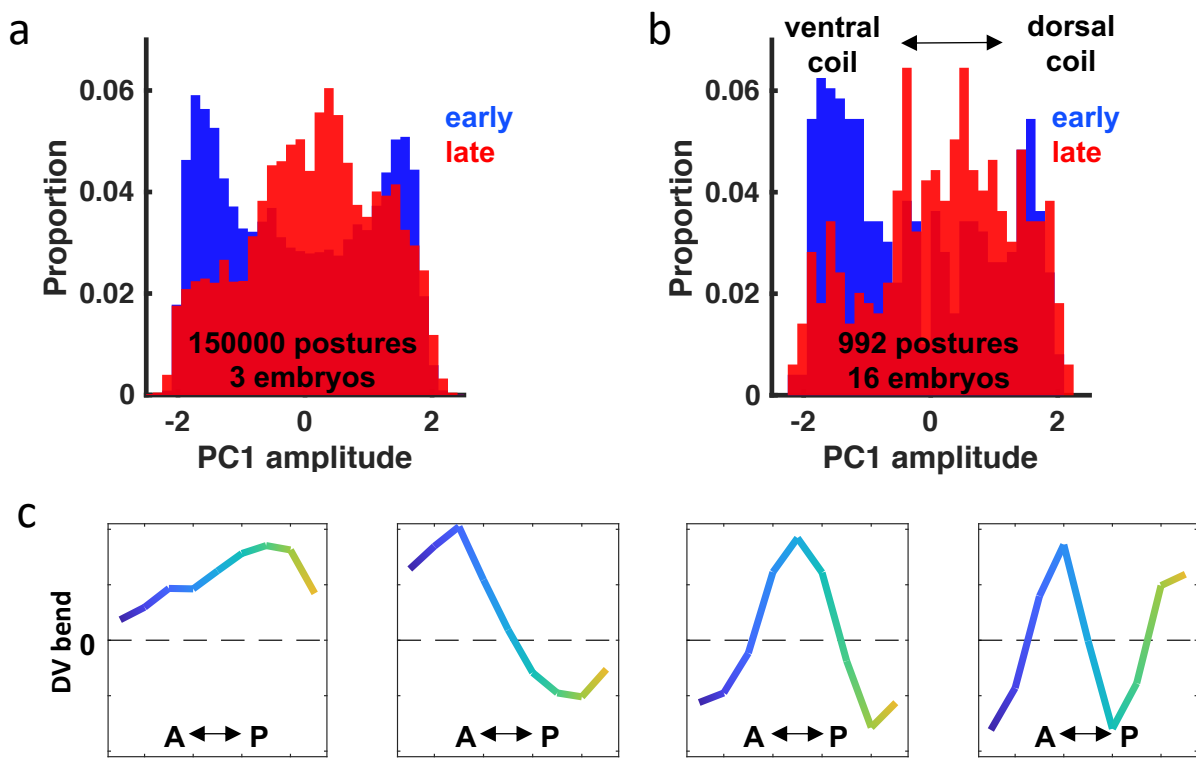 a
0.06
0.04
0.02
0
Proportion
early
late
150000 postures
3 embryos
-2
0
2
PC1 amplitude
b
ventral
coil
dorsal
coil
0.06
0.04
0.02
0
Proportion
early
late
992 postures
16 embryos
-2
0
2
PC1 amplitude
c
DV bend
0
A P
A P
A P
A P